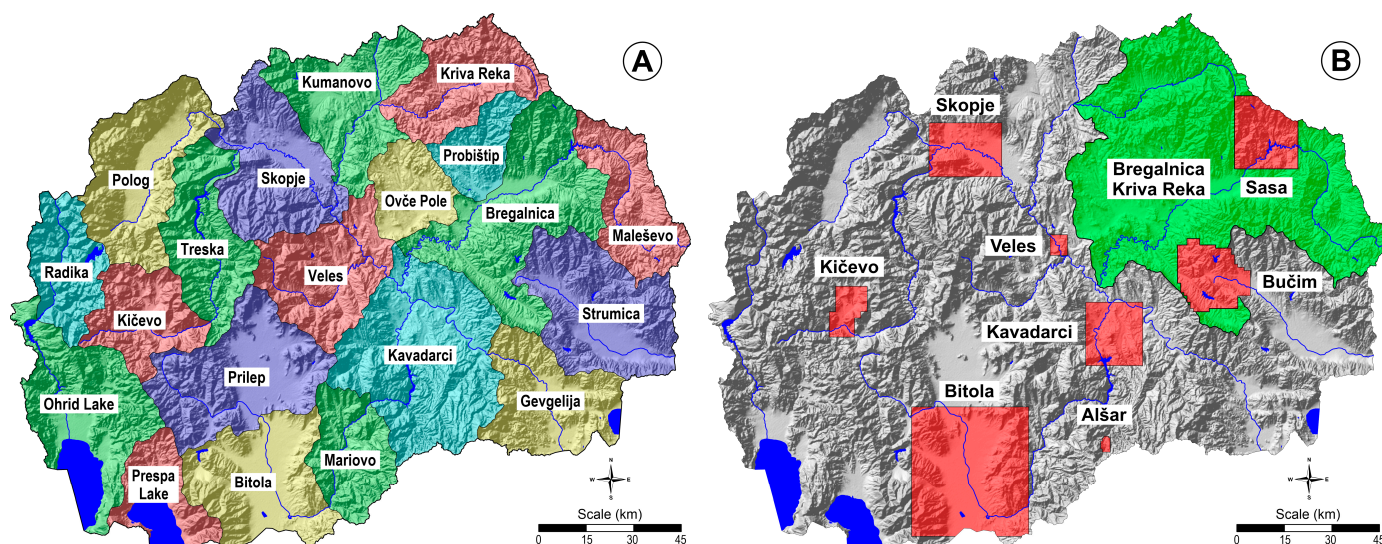 A
Kumanovo
Kriva Reka
Probištip
Polog
Skopje
Ovče Pole
Bregalnica
Maleševo
Treska
Radika
Veles
Kičevo
Strumica
Kavadarci
Prilep
Ohrid Lake
Gevgelija
Mariovo
Prespa
Lake
Bitola
N
W E
S
Scale (km)
0 15 30 45
B
Skopje
Bregalnica
Kriva Reka
Sasa
Veles
Kičevo
Bučim
Kavadarci
Bitola
Alšar
N
W E
S
Scale (km)
0 15 30 45